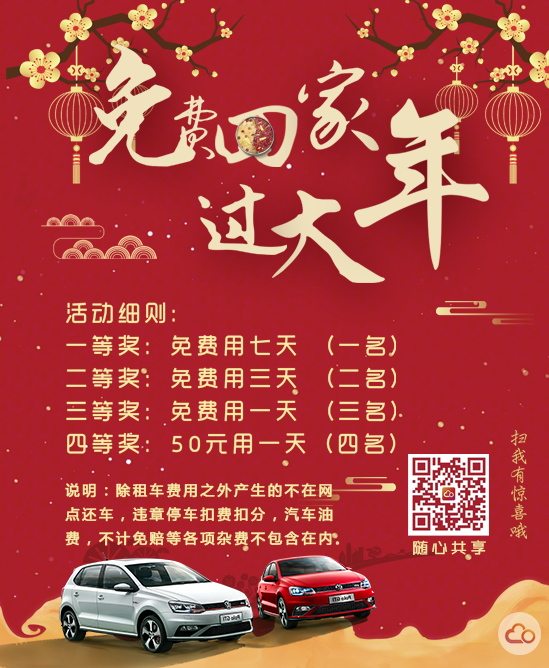 免费回家
过大年
活动细则:
一等奖: 免费用七天 (一名)
二等奖: 免费用三天 (二名)
三等奖: 免费用一天 (三名)
四等奖: 50元用一天 (四名)
说明:除租车费用之外产生的不在网
点还车,违章停车扣费扣分,汽车油
费,不计免赔等各项杂费不包含在内
扫我有惊喜哦
随心共享
Polo GTI
Polo GTI